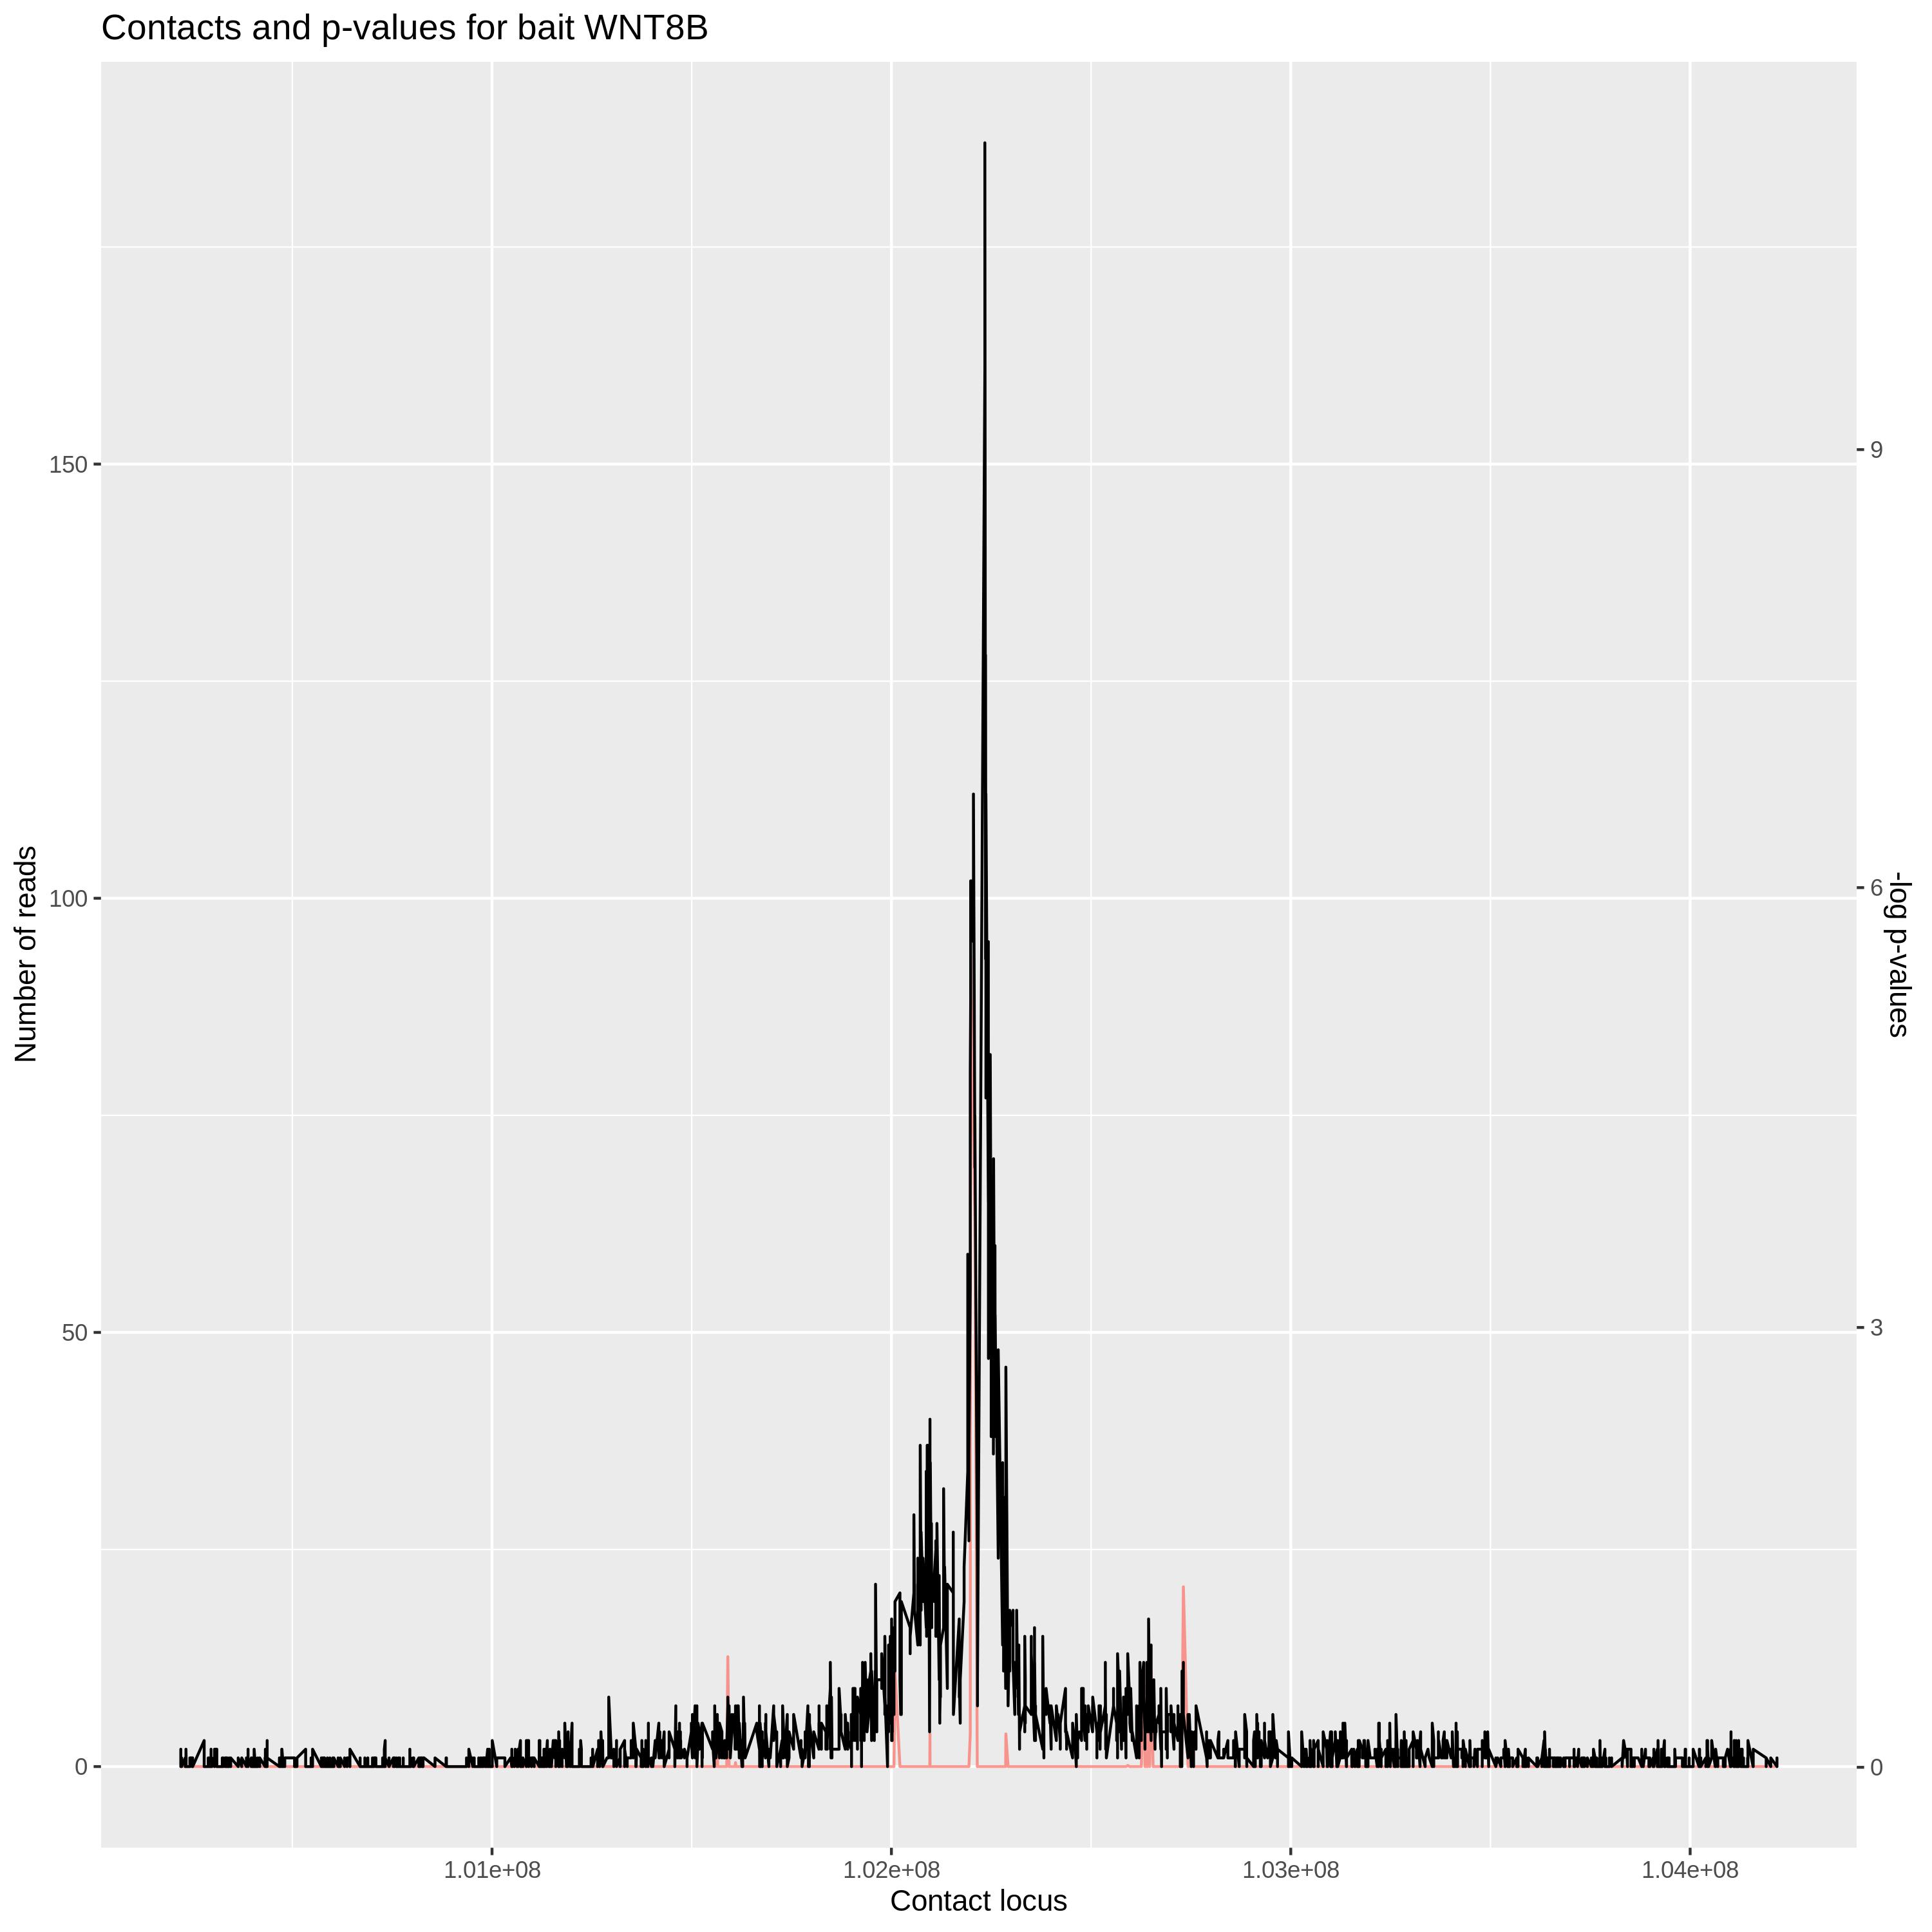 Contacts and p-values for bait WNT8B
Number of reads
150
100
50
0
9
6
3
0
-log p-values
1.01e+08
1.02e+08
1.03e+08
1.04e+08
Contact locus